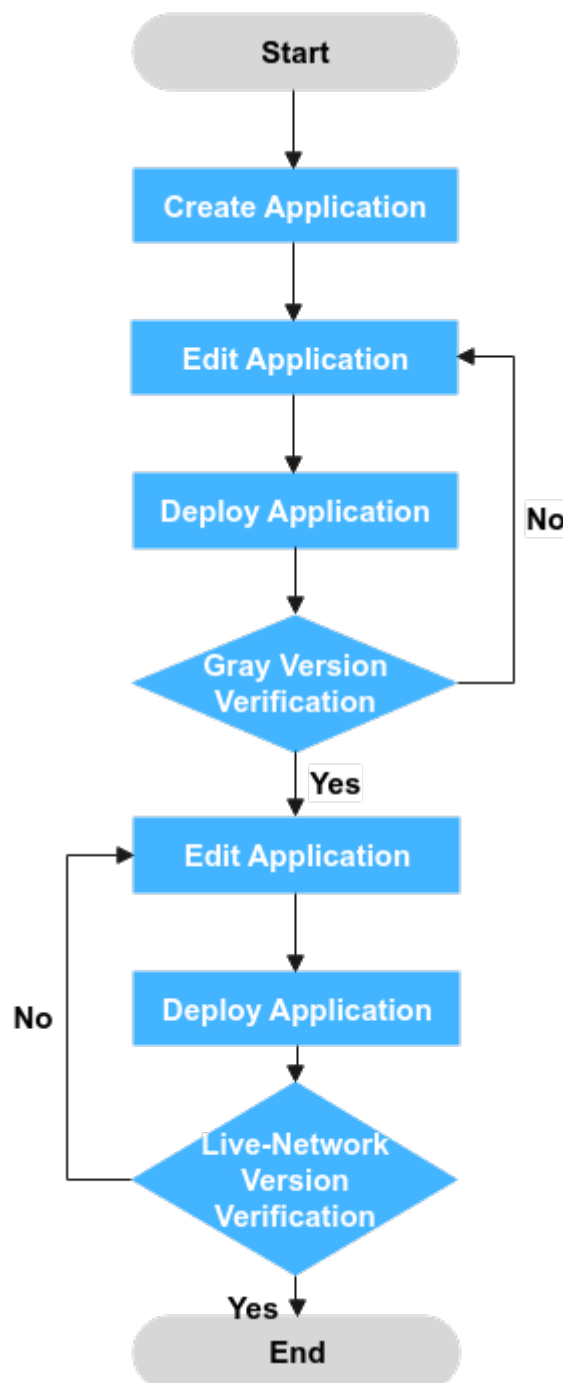 Start
Create Application
Edit Application
Deploy Application
No
Gray Version
Verification
Yes
Edit Application
Deploy Application
No
Live-Network
Version
Verification
Yes
End